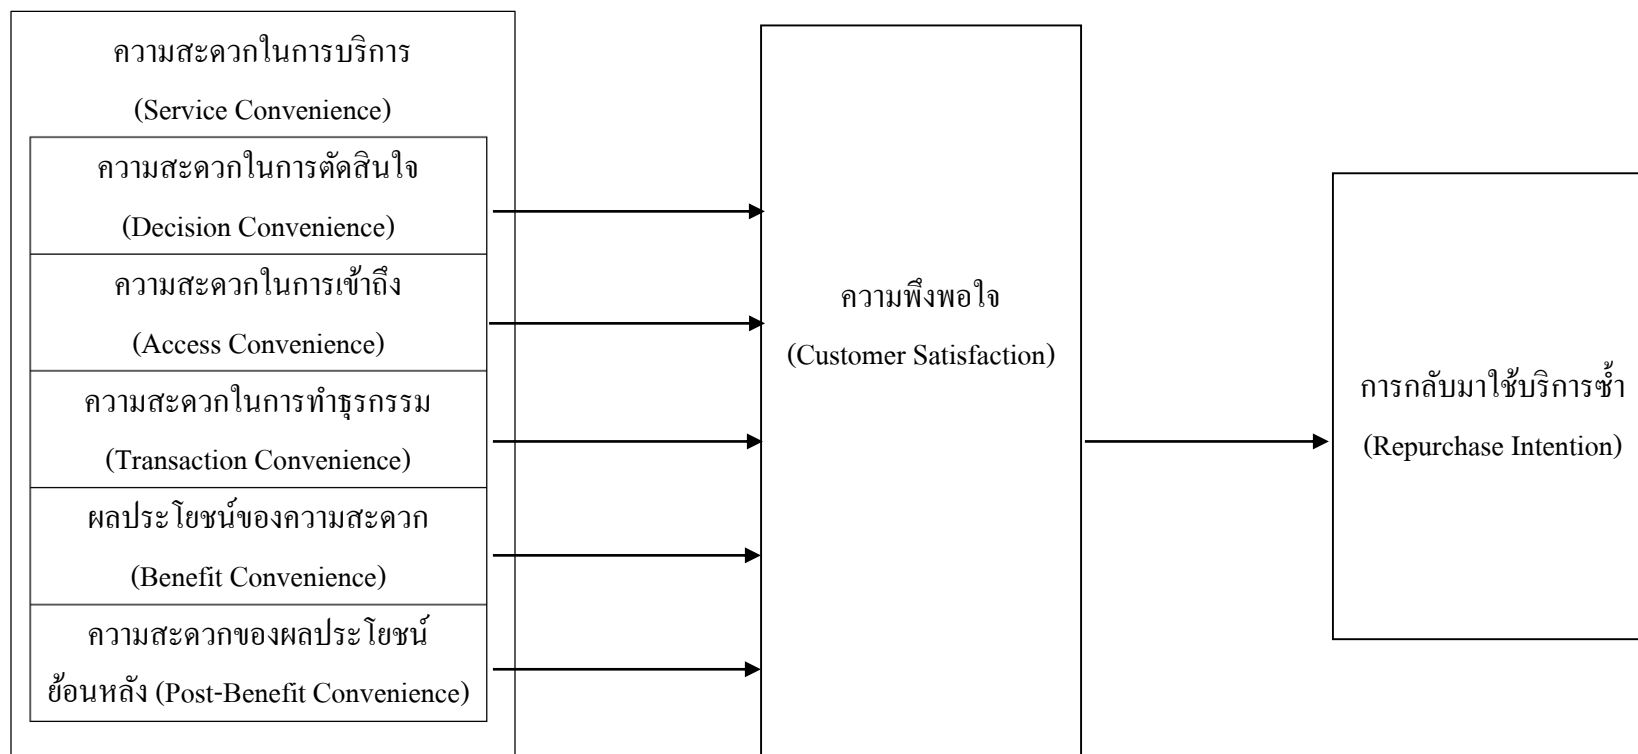 ความสะดวกในการบริการ
(Service Convenience)
ความสะดวกในการตัดสินใจ
(Decision Convenience)
ความสะดวกในการเข้าถึง
(Access Convenience)
ความสะดวกในการทำธุรกรรม
(Transaction Convenience)
ผลประโยชน์ของความสะดวก
(Benefit Convenience)
ความสะดวกของผลประโยชน์
ย้อนหลัง (Post-Benefit Convenience)
ความพึงพอใจ
(Customer Satisfaction)
การกลับมาใช้บริการซ้ำ
(Repurchase Intention)